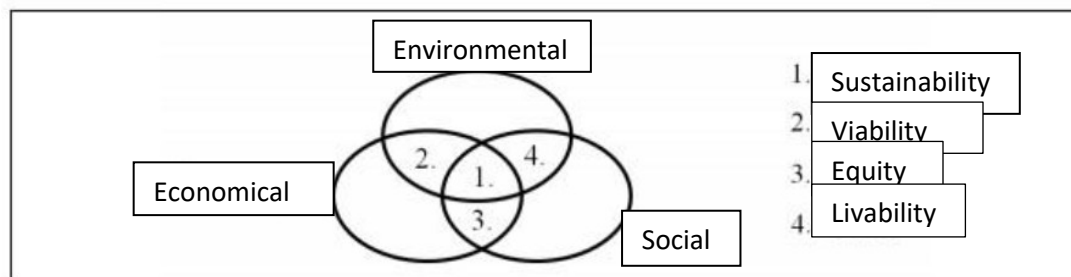 Environmental
1. Sustainability
2. Viability
2. 4.
1.
Economical
3. Equity
3.
Social
4. Livability